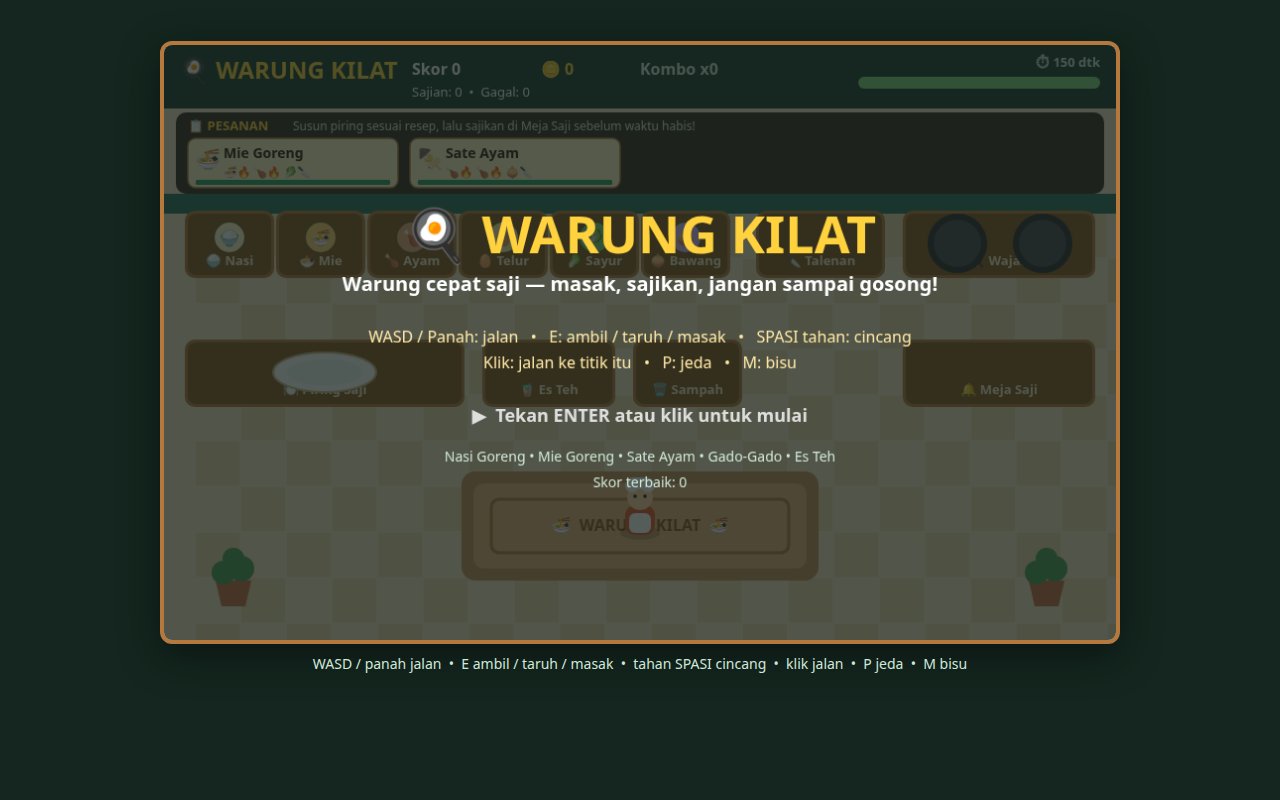 WARUNG KILAT
Skor 0
0
Kombo x0
150 dtk
Sajian: 0 • Gagal: 0
PESANAN
Susun piring sesuai resep, lalu sajikan di Meja Saji sebelum waktu habis!
Mie Goreng
Sate Ayam
WARUNG KILAT
Nasi
Mie
Ayam
Telur
Sayur
Bawang
Talenan
Waja
Warung cepat saji — masak, sajikan, jangan sampai gosong!
WASD / Panah: jalan • E: ambil / taruh / masak • SPASI tahan: cincang
Klik: jalan ke titik itu • P: jeda • M: bisu
Piring Saji
Es Teh
Sampah
Meja Saji
▶ Tekan ENTER atau klik untuk mulai
Nasi Goreng • Mie Goreng • Sate Ayam • Gado-Gado • Es Teh
Skor terbaik: 0
WARUNG KILAT
WASD / panah jalan • E ambil / taruh / masak • tahan SPASI cincang • klik jalan • P jeda • M bisu